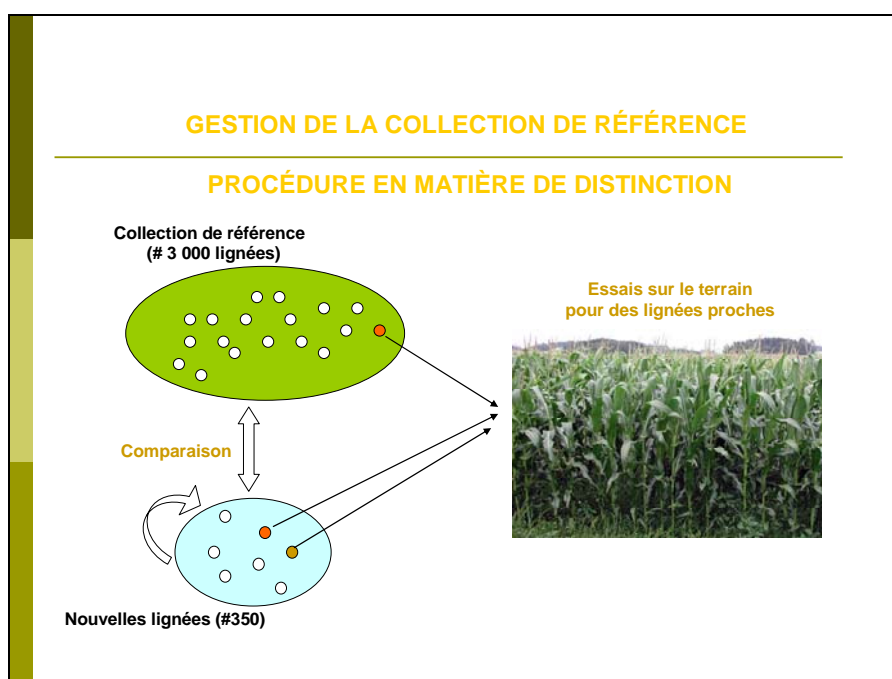 GESTION DE LA COLLECTION DE RÉFÉRENCE
PROCÉDURE EN MATIÈRE DE DISTINCTION
Collection de référence
(# 3 000 lignées)
Essais sur le terrain
pour des lignées proches
Comparaison
Nouvelles lignées (#350)